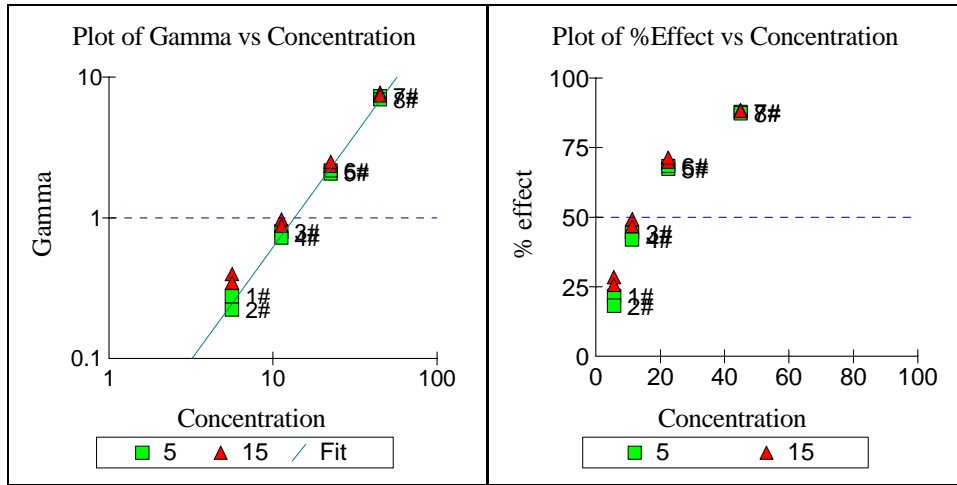 Plot of Gamma vs Concentration
10
1
0.1
Gamma
7#
8#
6#
5#
3#
4#
1#
2#
1 10 100
Concentration
5 15 Fit
Plot of %Effect vs Concentration
100
75
50
25
0
% effect
7#
8#
6#
5#
3#
4#
1#
2#
0 20 40 60 80 100
Concentration
5 15